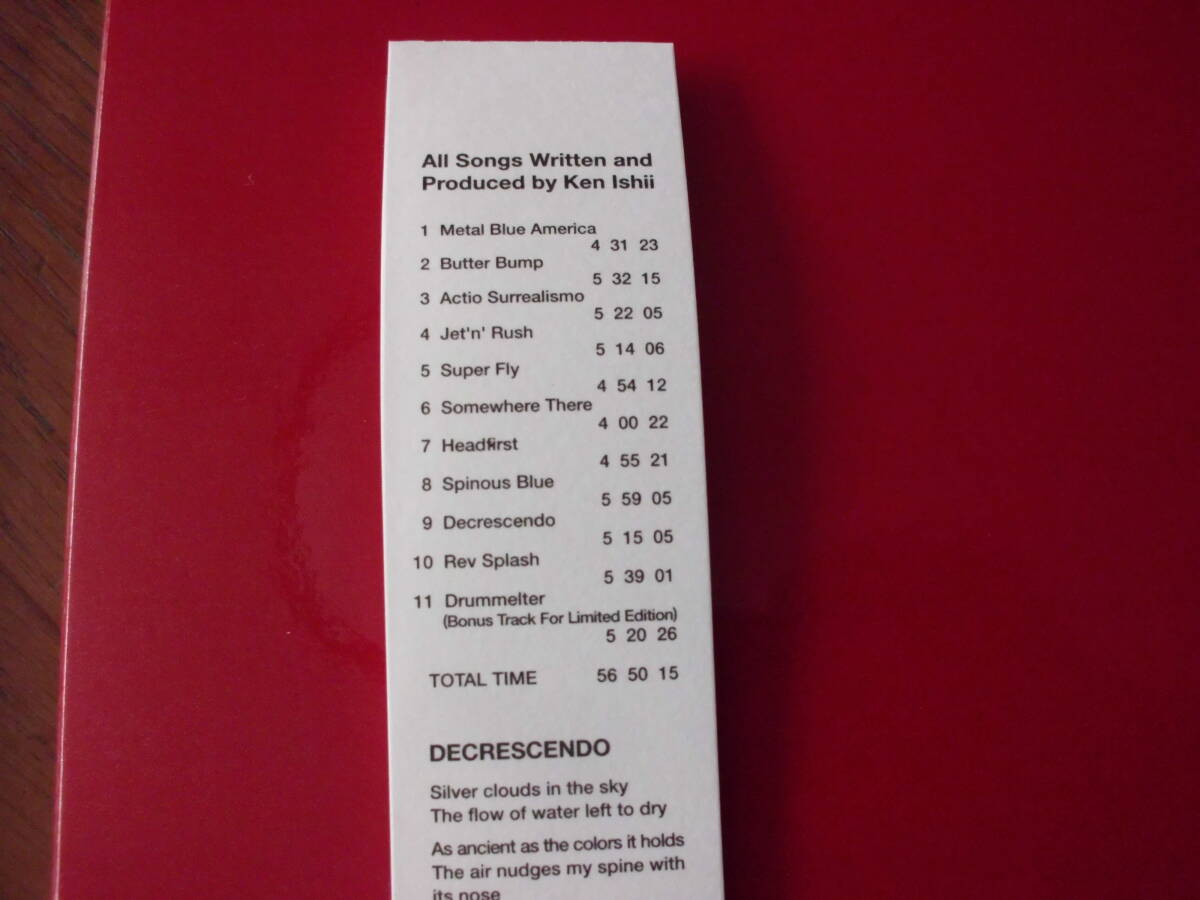 All Songs Written and
Produced by Ken Ishii
1 Metal Blue America
4 31 23
2 Butter Bump
5 32 15
3 Actio Surrealismo
5 22 05
4 Jet'n' Rush
5 14 06
5 Super Fly
4 54 12
6 Somewhere There
4 00 22
7 Headfirst
4 55 21
8 Spinous Blue
5 59 05
9 Decrescendo
5 15 05
10 Rev Splash
5 39 01
11 Drummelter
(Bonus Track For Limited Edition)
5 20 26
TOTAL TIME 56 50 15
DECRESCENDO
Silver clouds in the sky
The flow of water left to dry
As ancient as the colors it holds
The air nudges my spine with
its nose